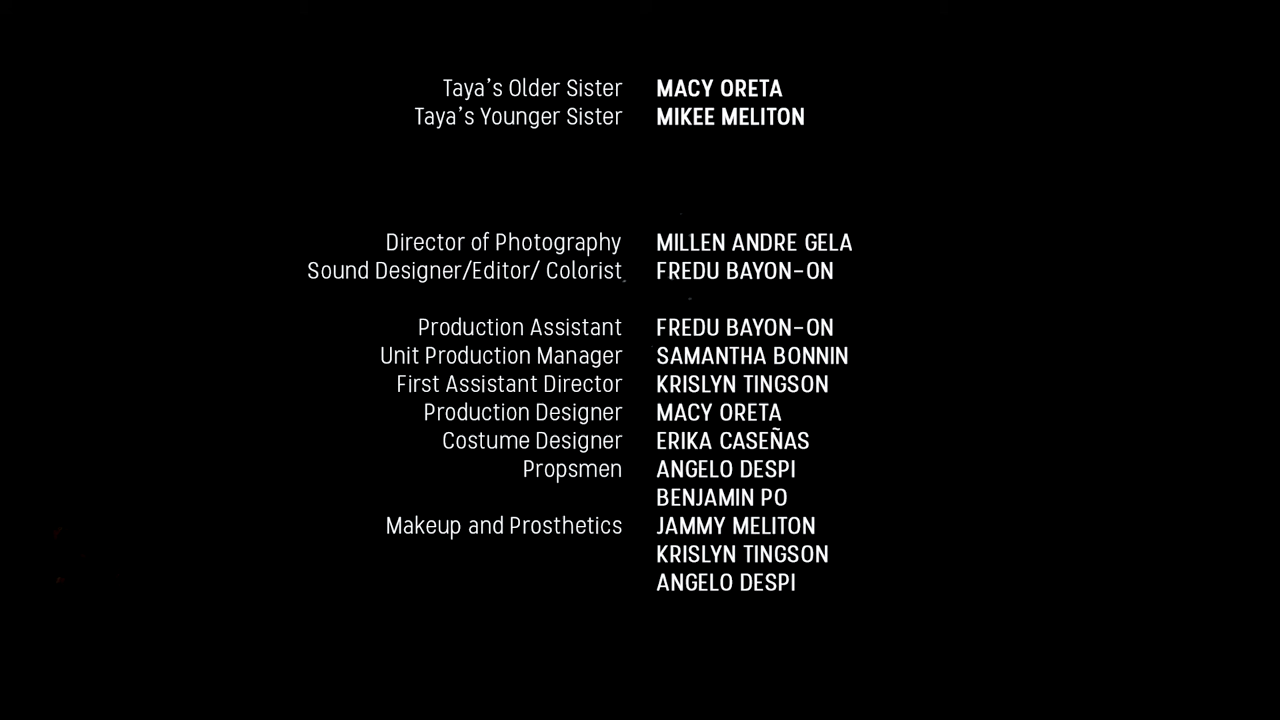 Taya's Older Sister MACY ORETA
Taya's Younger Sister MIKEE MELITON
Director of Photography MILLEN ANDRE GELA
Sound Designer/Editor/ Colorist FREDU BAYON-ON
Production Assistant FREDU BAYON-ON
Unit Production Manager SAMANTHA BONNIN
First Assistant Director KRISLYN TINGSON
Production Designer MACY ORETA
Costume Designer ERIKA CASEÑAS
Propsmen ANGELO DESPI
BENJAMIN PO
Makeup and Prosthetics JAMMY MELITON
KRISLYN TINGSON
ANGELO DESPI